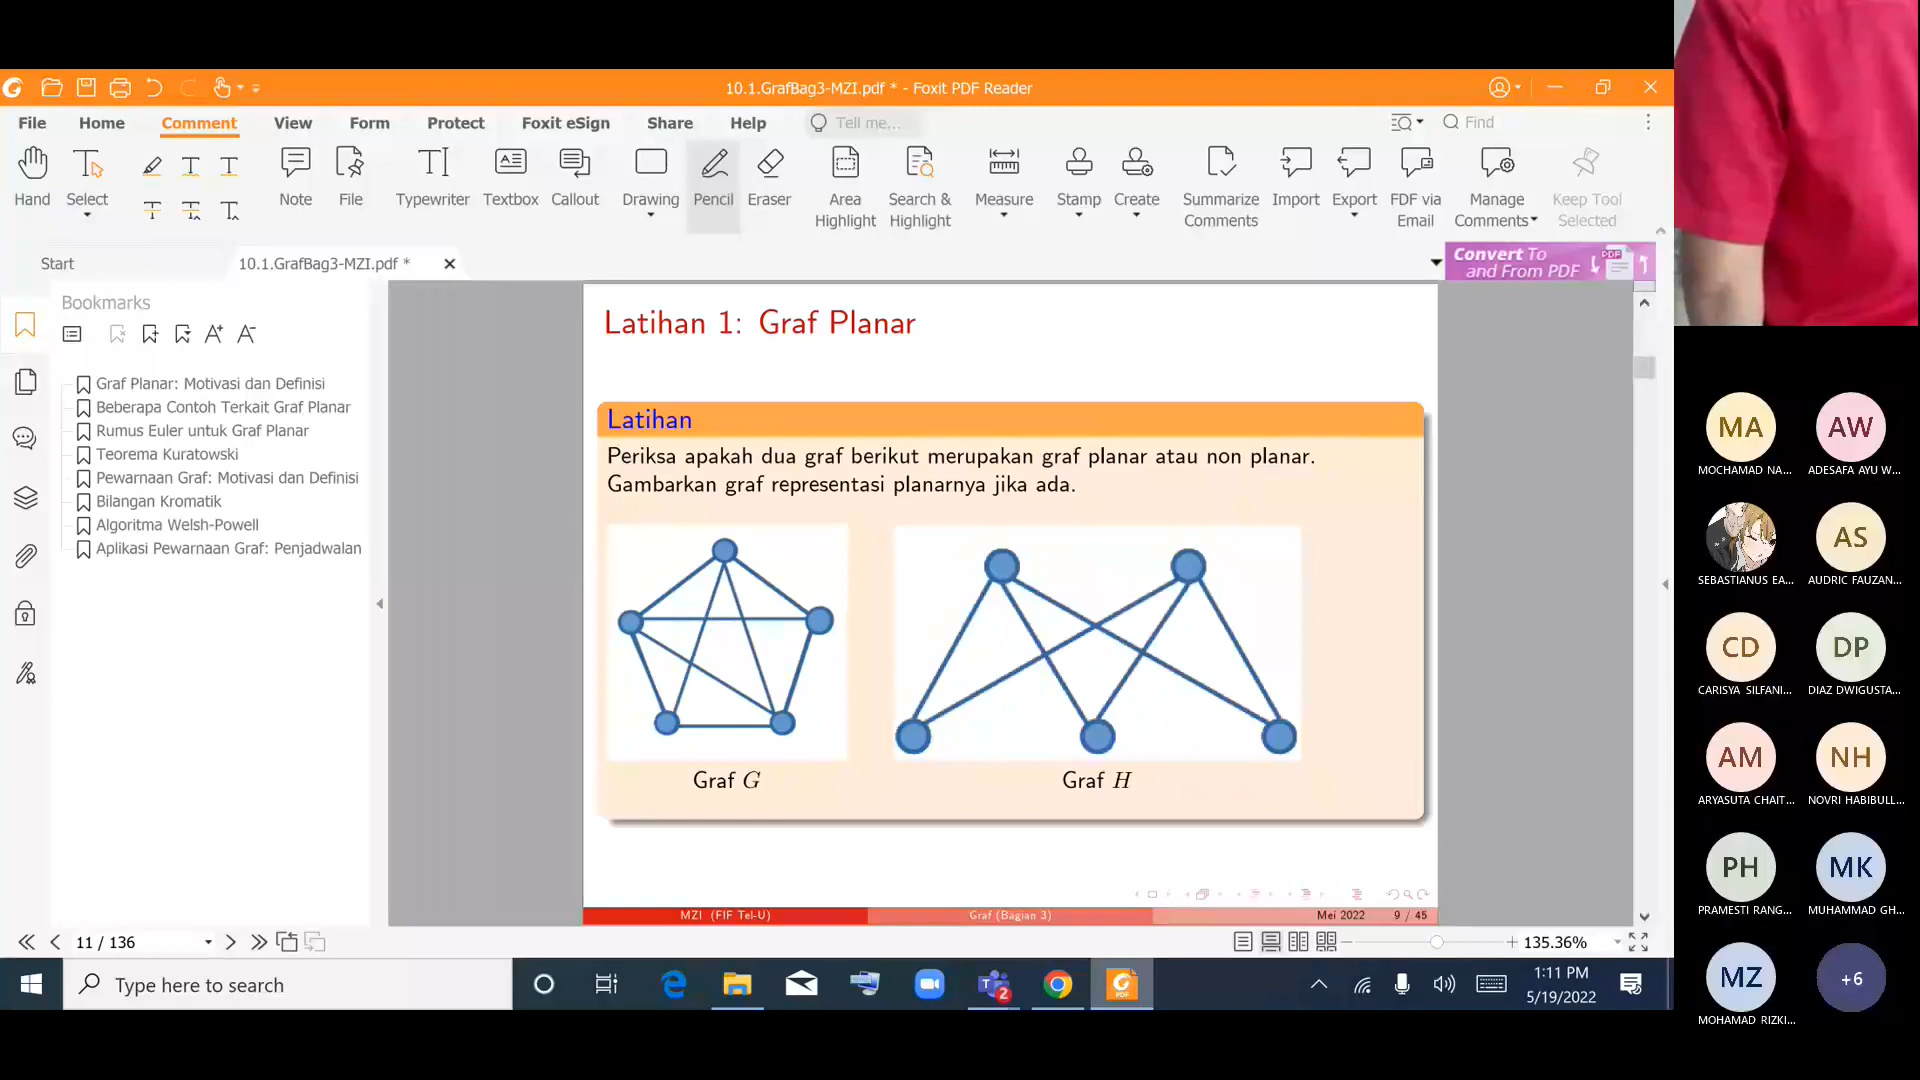 10.1.GrafBag3-MZI.pdf * - Foxit PDF Reader
File Home Comment View Form Protect Foxit eSign Share Help Tell me... Find
Hand Select Note File Typewriter Textbox Callout Drawing Pencil Eraser Area Highlight Search & Highlight Measure Stamp Create Summarize Comments Import Export FDF via Email Manage Comments Keep Tool Selected
Start 10.1.GrafBag3-MZI.pdf *
Convert To and From PDF
PDF
Bookmarks
Graf Planar: Motivasi dan Definisi
Beberapa Contoh Terkait Graf Planar
Rumus Euler untuk Graf Planar
Teorema Kuratowski
Pewarnaan Graf: Motivasi dan Definisi
Bilangan Kromatik
Algoritma Welsh-Powell
Aplikasi Pewarnaan Graf: Penjadwalan
Latihan 1: Graf Planar
Latihan
Periksa apakah dua graf berikut merupakan graf planar atau non planar.
Gambarkan graf representasi planarnya jika ada.
Graf G Graf H
MZI (FIF Tel-U) Graf (Bagian 3) Mei 2022 9 / 45
11 / 136 135.36%
Type here to search
2
PDF
1:11 PM
5/19/2022
MA AW
MOCHAMAD NA... ADESAFA AYU W...
AS
SEBASTIANUS EA... AUDRIC FAUZAN...
CD DP
CARISYA SILFANI... DIAZ DWIGUSTA...
AM NH
ARYASUTA CHAIT... NOVRI HABIBULL...
PH MK
PRAMESTI RANG... MUHAMMAD GH...
MZ +6
MOHAMAD RIZKI...